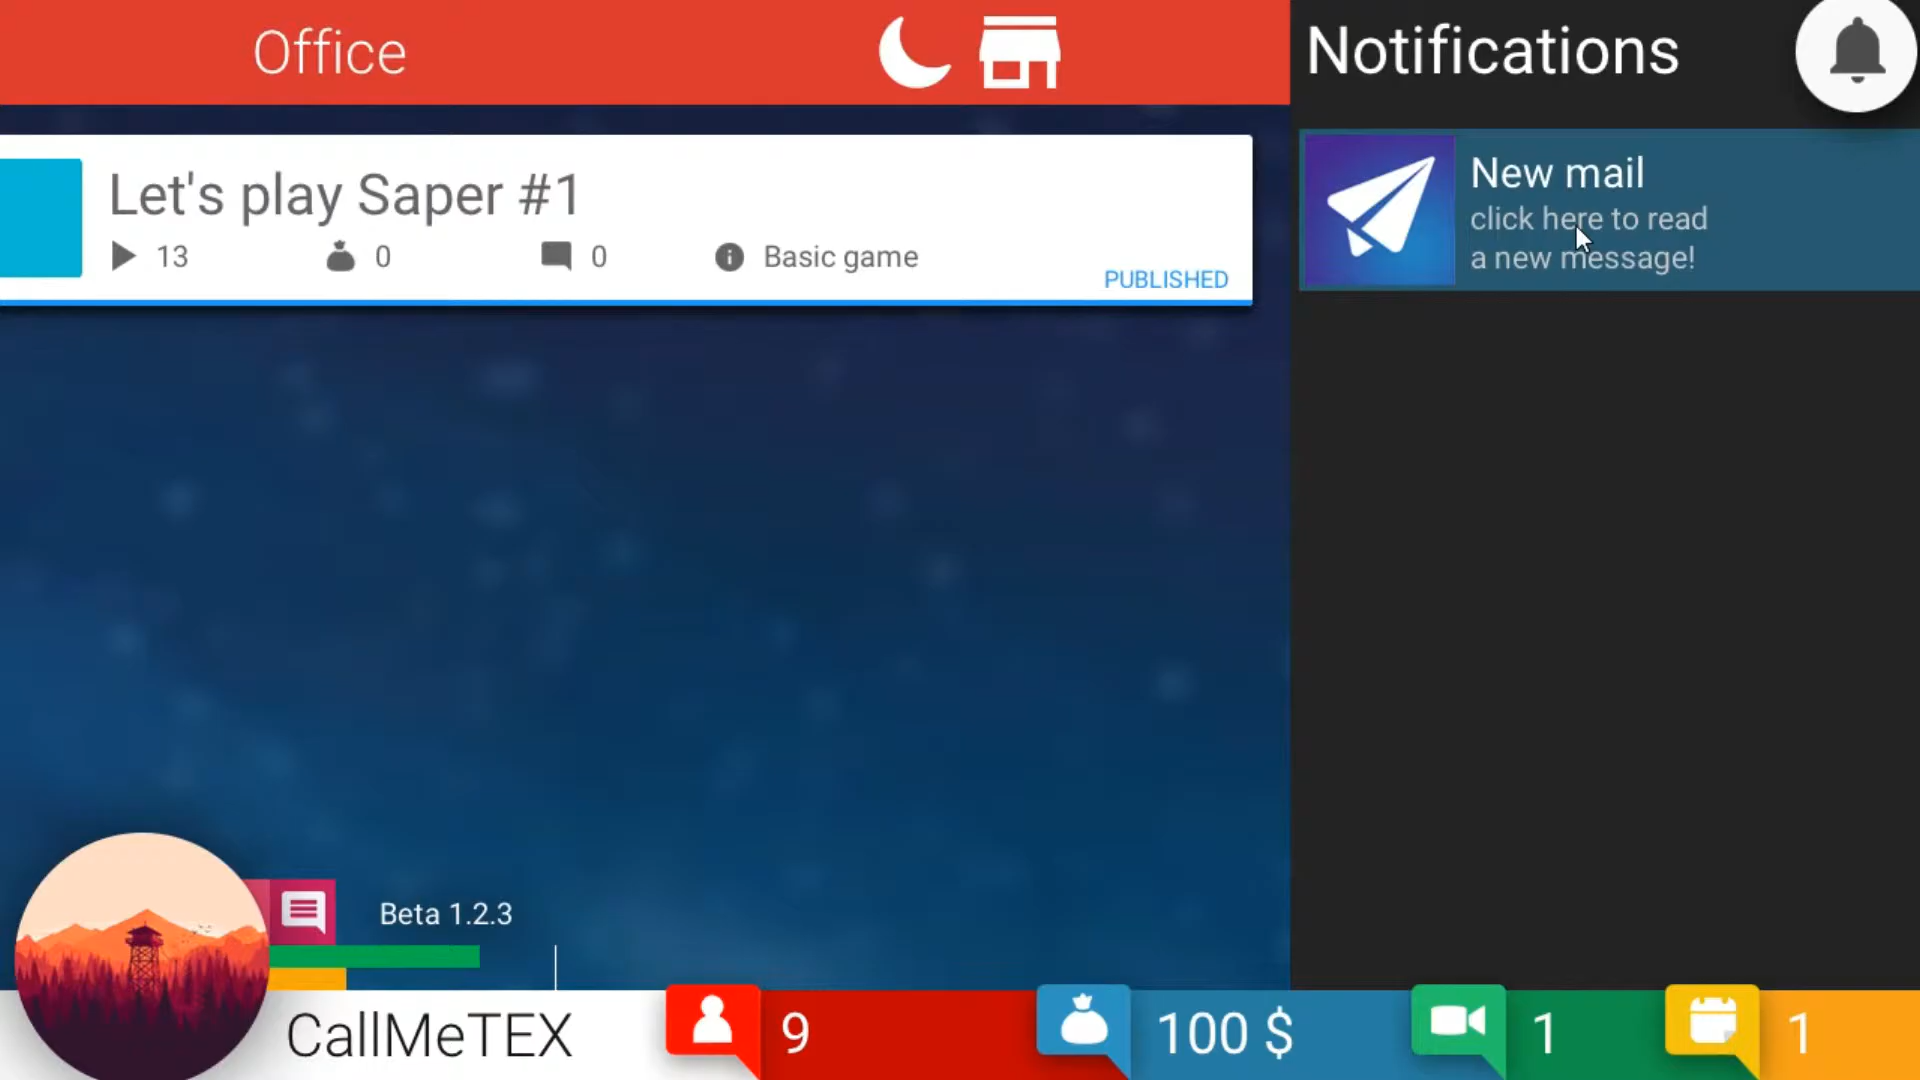 Office
Notifications
Let's play Saper #1
13 0 0 Basic game
PUBLISHED
New mail
click here to read
a new message!
Beta 1.2.3
CallMeTEX 9 100 $ 1 1